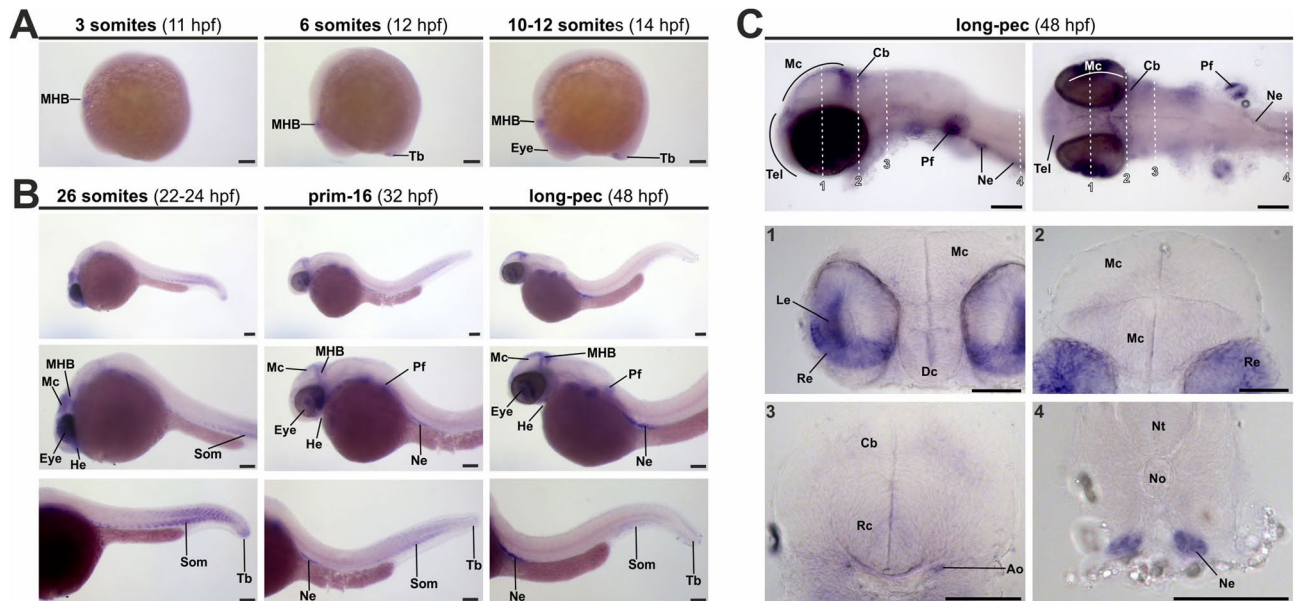 A
3 somites (11 hpf)
6 somites (12 hpf)
10-12 somites (14 hpf)
MHB
MHB
Tb
MHB
Eye
Tb
B
26 somites (22-24 hpf)
prim-16 (32 hpf)
long-pec (48 hpf)
MHB
Mc
Eye
He
Som
Mc
MHB
Pf
Eye
He
Ne
Mc
MHB
Pf
Eye
He
Ne
Som
Tb
Ne
Som
Tb
Ne
Som
Tb
C
long-pec (48 hpf)
Mc
Cb
Tel
1
2
3
Pf
Ne
4
Mc
Cb
Pf
Ne
Tel
1
2
3
4
1
Mc
Le
Re
Dc
2
Mc
Mc
Re
3
Cb
Rc
Ao
4
Nt
No
Ne